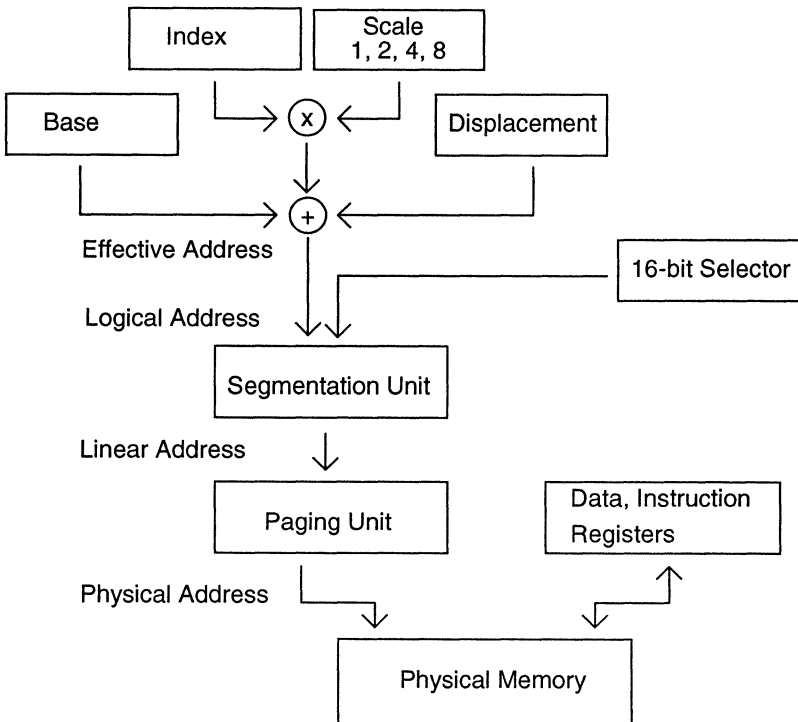 Index
Scale
1, 2, 4, 8
Base
x
Displacement
+
Effective Address
16-bit Selector
Logical Address
Segmentation Unit
Linear Address
Paging Unit
Data, Instruction
Registers
Physical Address
Physical Memory